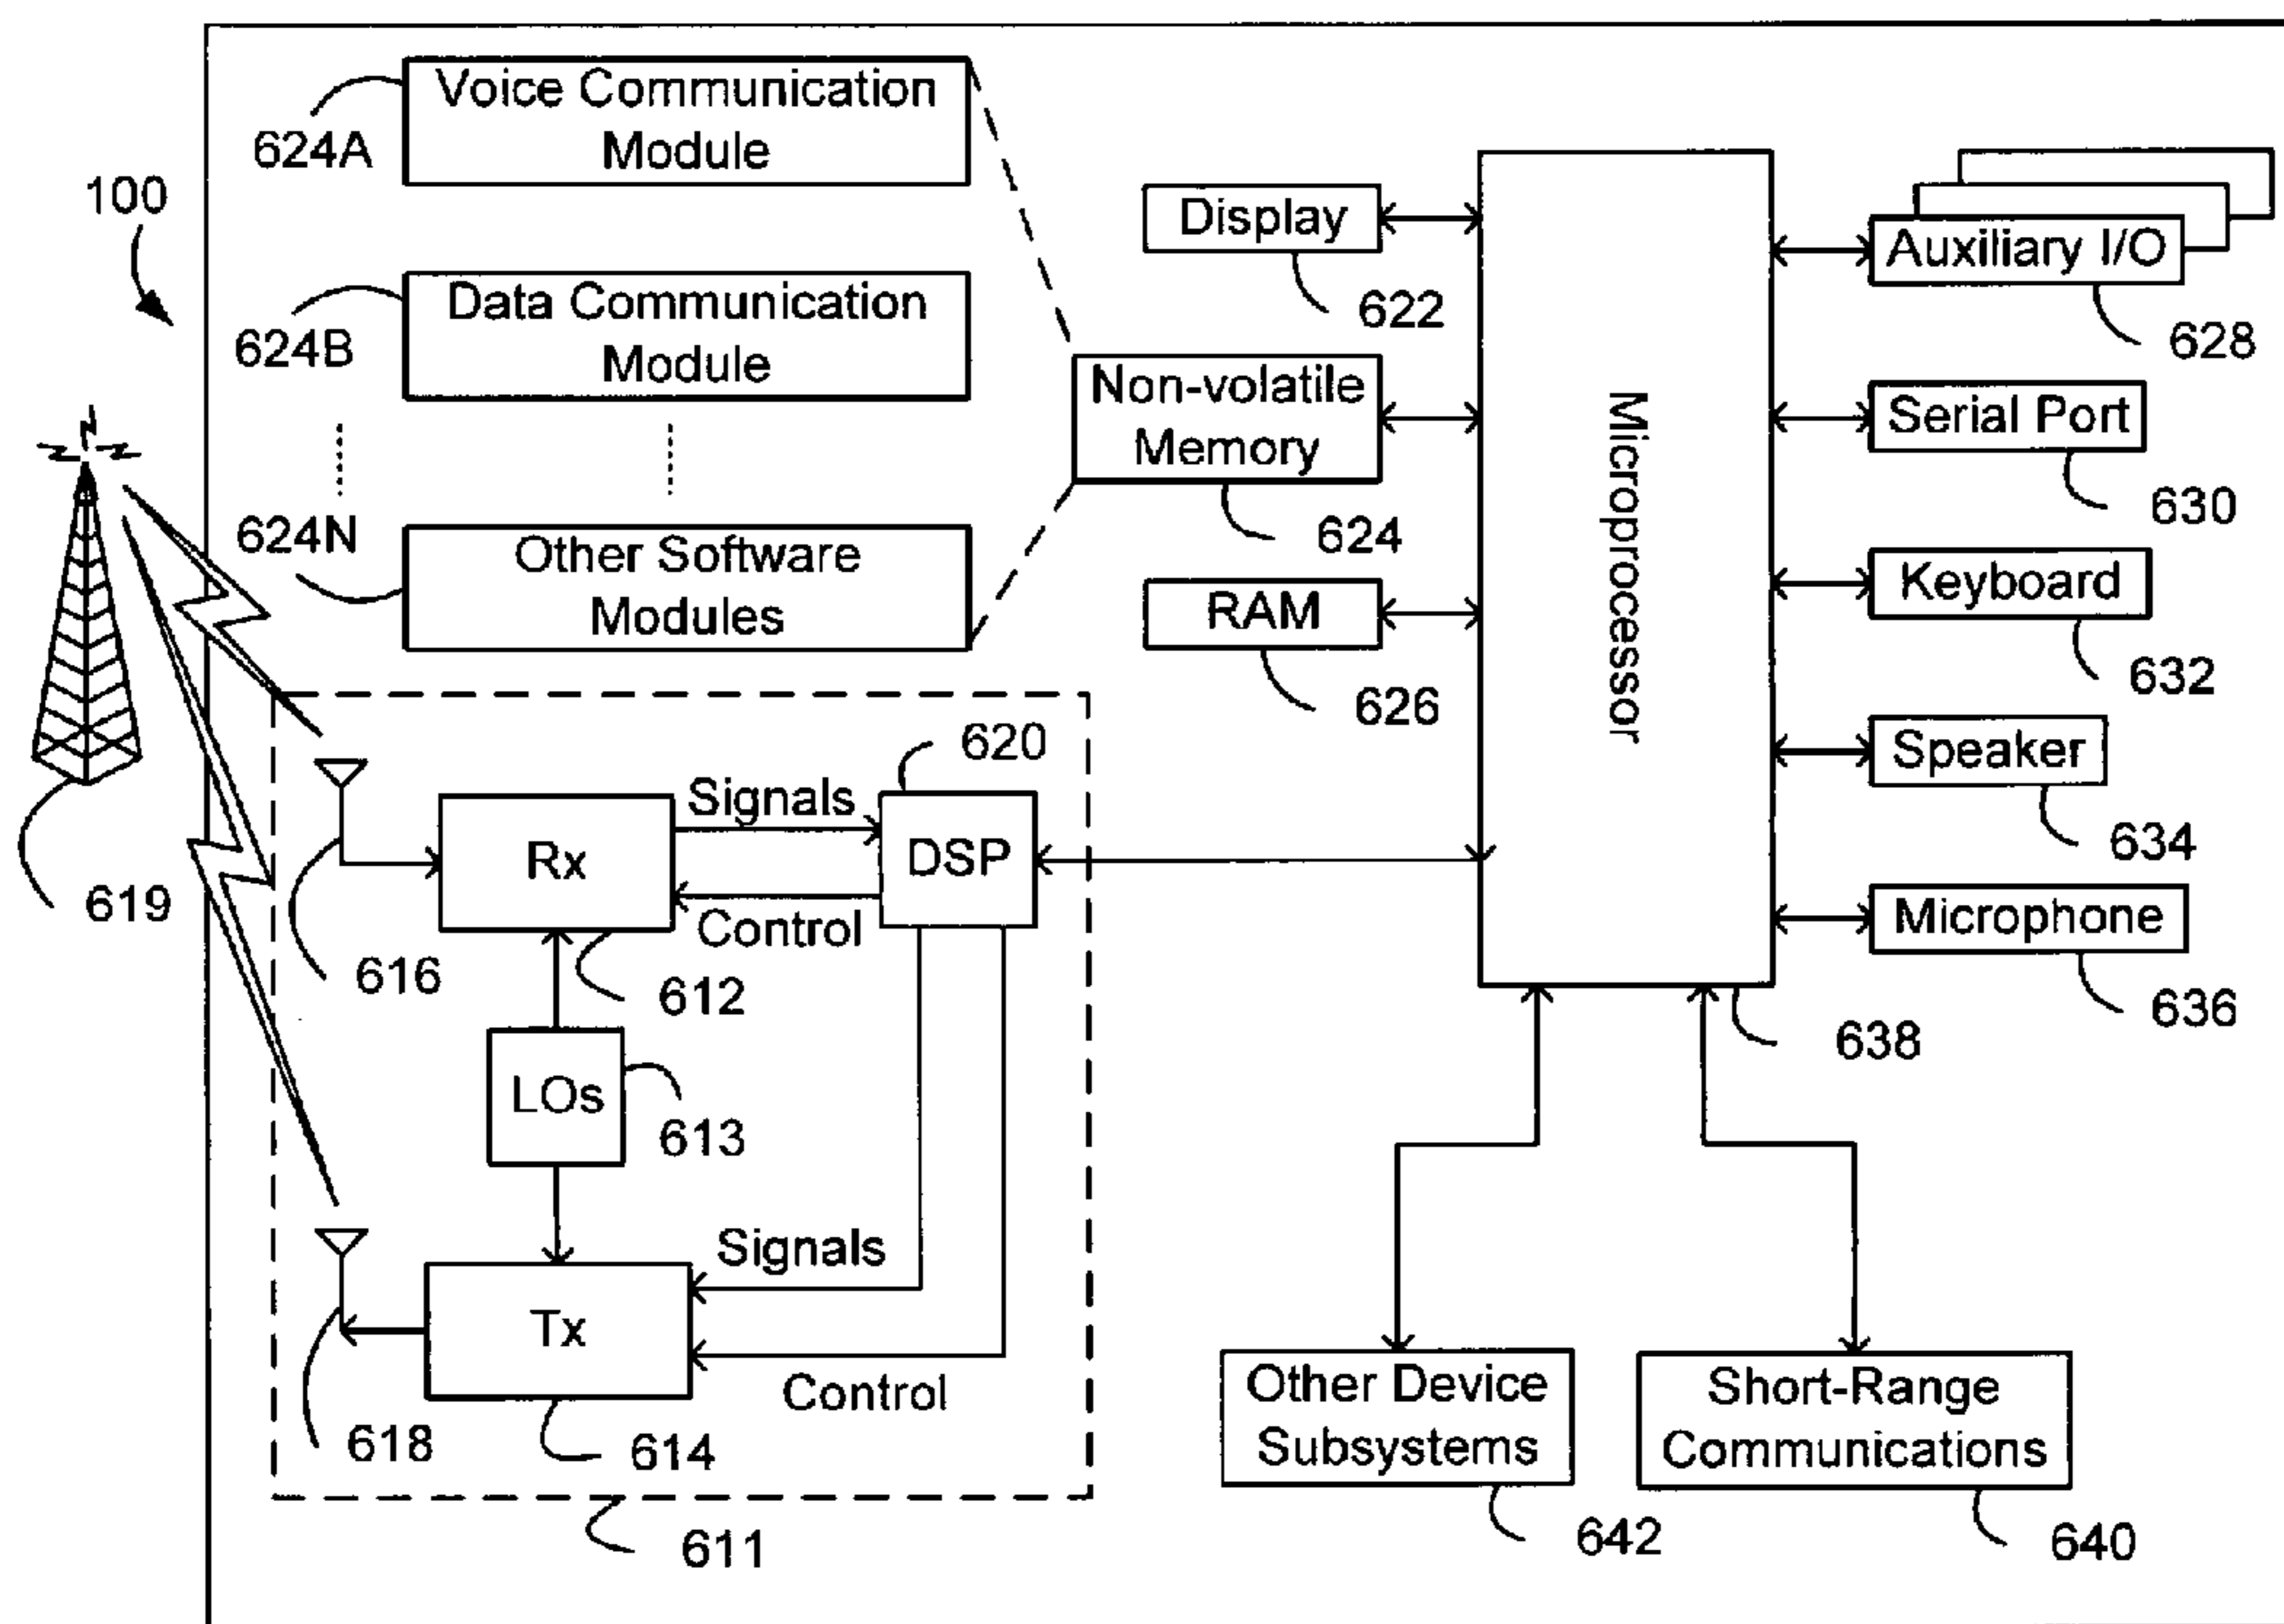 Voice Communication
Module
624A
100
Data Communication
Module
624B
624N
Other Software
Modules
Display
622
Non-volatile
Memory
624
RAM
626
Microprocessor
638
Auxiliary I/O
628
Serial Port
630
Keyboard
632
Speaker
634
Microphone
636
619
620
Signals
Rx
DSP
Control
616
612
LOs
613
Signals
Tx
Control
618
614
611
Other Device
Subsystems
642
Short-Range
Communications
640